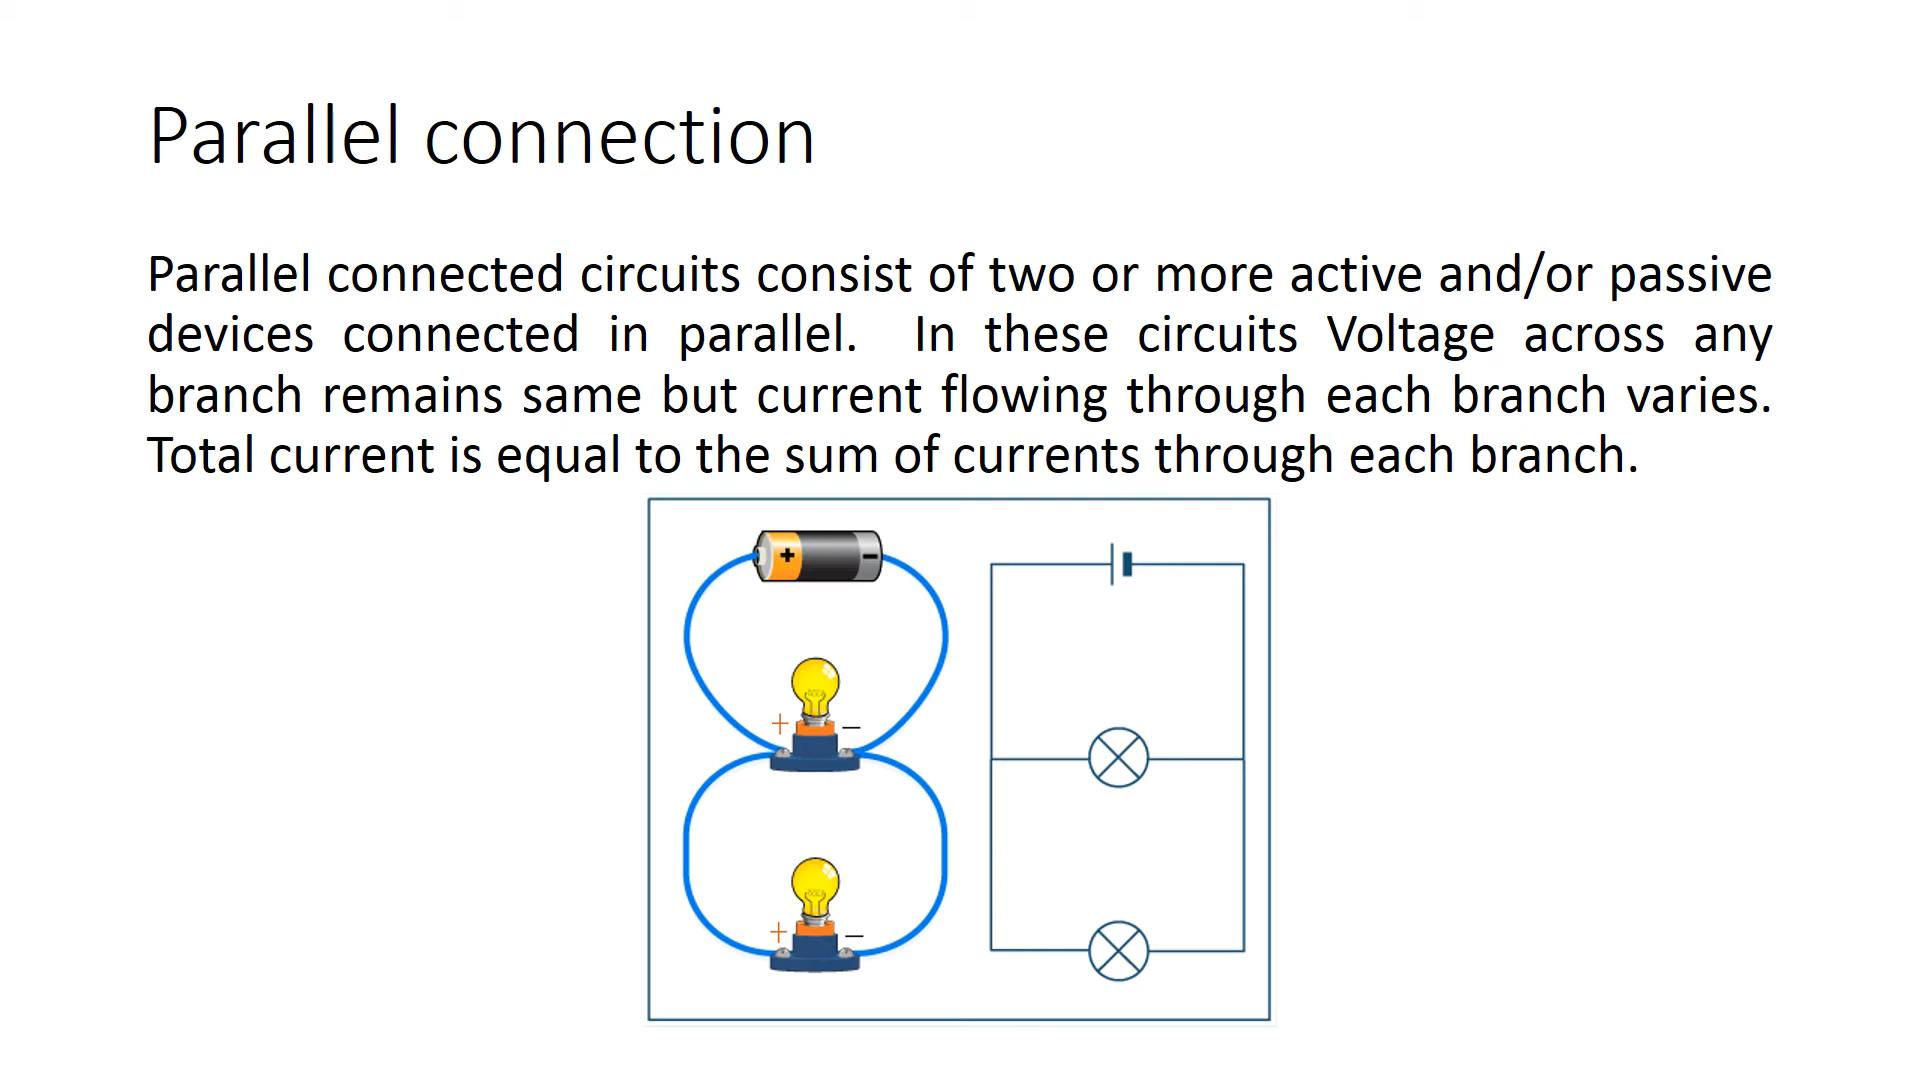 Parallel connection
Parallel connected circuits consist of two or more active and/or passive
devices connected in parallel.  In these circuits Voltage across any
branch remains same but current flowing through each branch varies.
Total current is equal to the sum of currents through each branch.
+ −
+ −
+ −